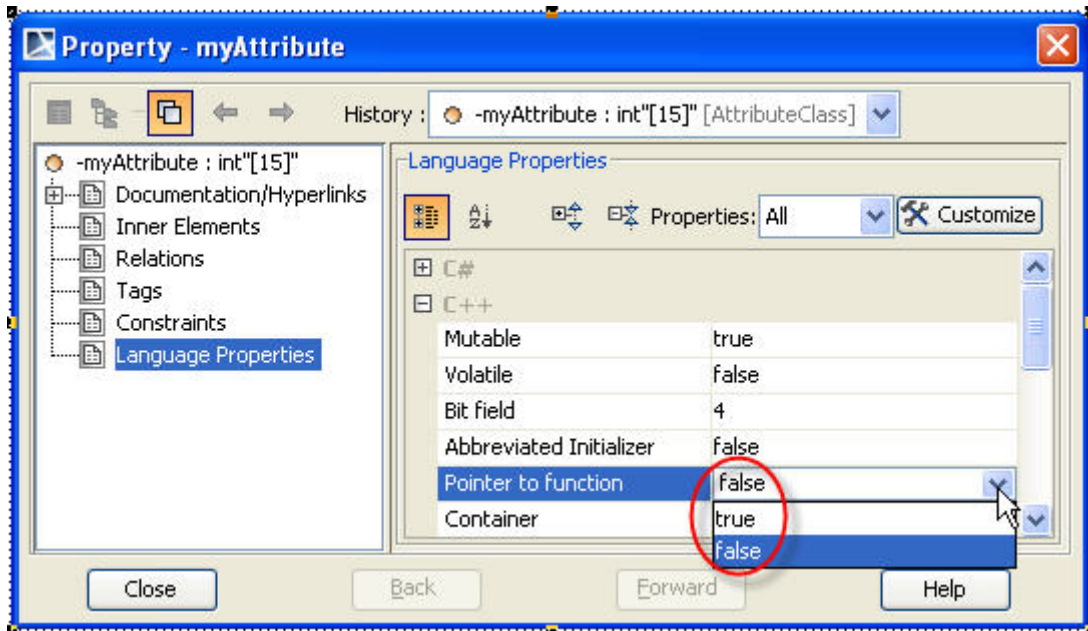 Property - myAttribute
History : -myAttribute : int"[15]" [AttributeClass]
-myAttribute : int"[15]"
Documentation/Hyperlinks
Inner Elements
Relations
Tags
Constraints
Language Properties
Language Properties
Properties: All Customize
C#
C++
Mutable true
Volatile false
Bit field 4
Abbreviated Initializer false
Pointer to function false
Container
true
false
Close Back Forward Help